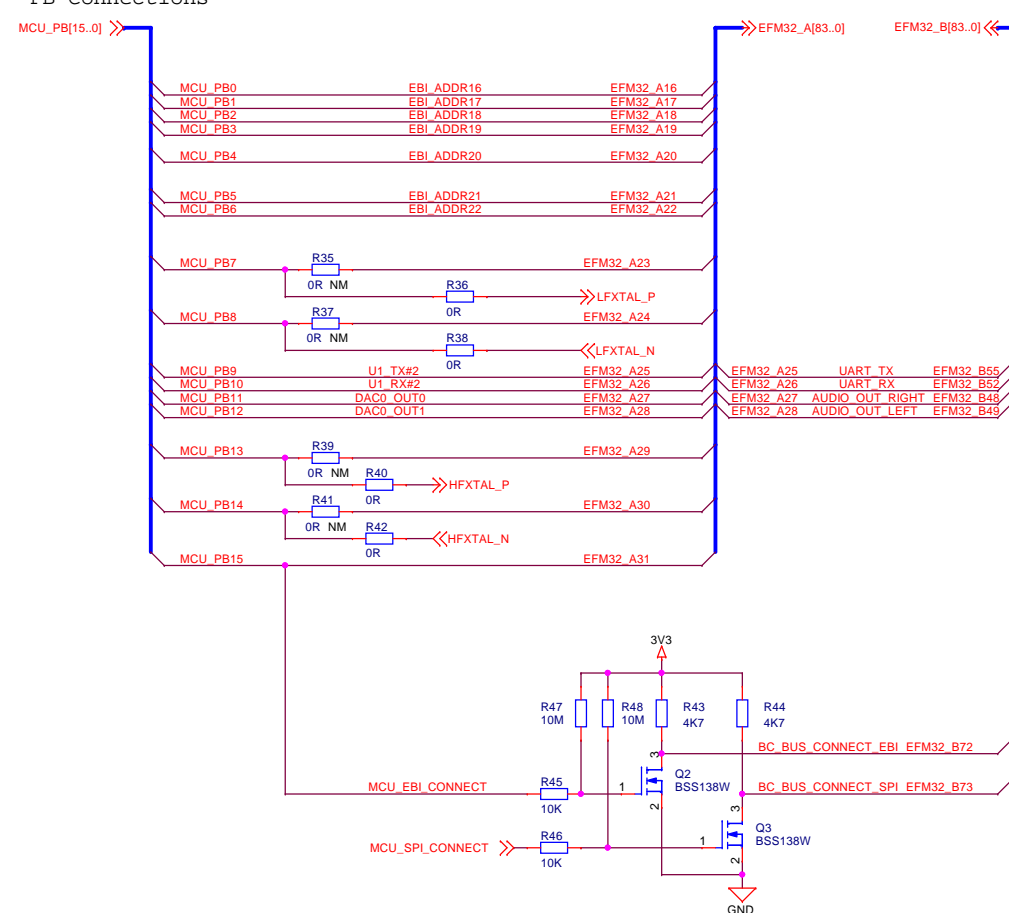 PB Connections
MCU_PB[15..0] EFM32_A[83..0] EFM32_B[83..0]
MCU_PB0 EBI_ADDR16 EFM32_A16
MCU_PB1 EBI_ADDR17 EFM32_A17
MCU_PB2 EBI_ADDR18 EFM32_A18
MCU_PB3 EBI_ADDR19 EFM32_A19
MCU_PB4 EBI_ADDR20 EFM32_A20
MCU_PB5 EBI_ADDR21 EFM32_A21
MCU_PB6 EBI_ADDR22 EFM32_A22
R35
MCU_PB7 EFM32_A23
0R NM R36
LFXTAL_P
0R
R37
MCU_PB8 EFM32_A24
0R NM R38
LFXTAL_N
0R
MCU_PB9 U1_TX#2 EFM32_A25 EFM32_A25 UART_TX EFM32_B55
MCU_PB10 U1_RX#2 EFM32_A26 EFM32_A26 UART_RX EFM32_B52
MCU_PB11 DAC0_OUT0 EFM32_A27 EFM32_A27 AUDIO_OUT_RIGHT EFM32_B48
MCU_PB12 DAC0_OUT1 EFM32_A28 EFM32_A28 AUDIO_OUT_LEFT EFM32_B49
R39
MCU_PB13 EFM32_A29
0R NM R40
HFXTAL_P
0R
R41
MCU_PB14 EFM32_A30
0R NM R42
HFXTAL_N
0R
MCU_PB15 EFM32_A31
3V3
R47 R48 R43 R44
10M 10M 4K7 4K7
3 BC_BUS_CONNECT_EBI EFM32_B72
Q2
MCU_EBI_CONNECT R45 1 BSS138W BC_BUS_CONNECT_SPI EFM32_B73
10K 2 3
Q3
MCU_SPI_CONNECT R46 1 BSS138W
10K 2
GND